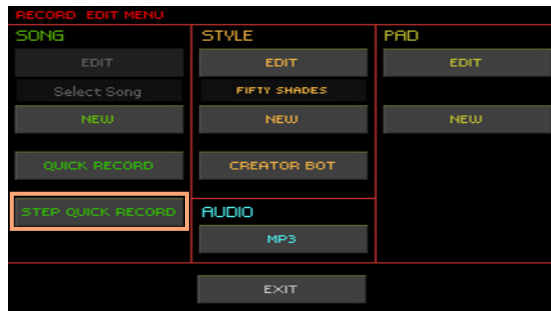 RECORD EDIT MENU
SONG
EDIT
Select Song
NEW
QUICK RECORD
STEP QUICK RECORD
STYLE
EDIT
FIFTY SHADES
NEW
CREATOR BOT
AUDIO
MP3
PAD
EDIT
NEW
EXIT